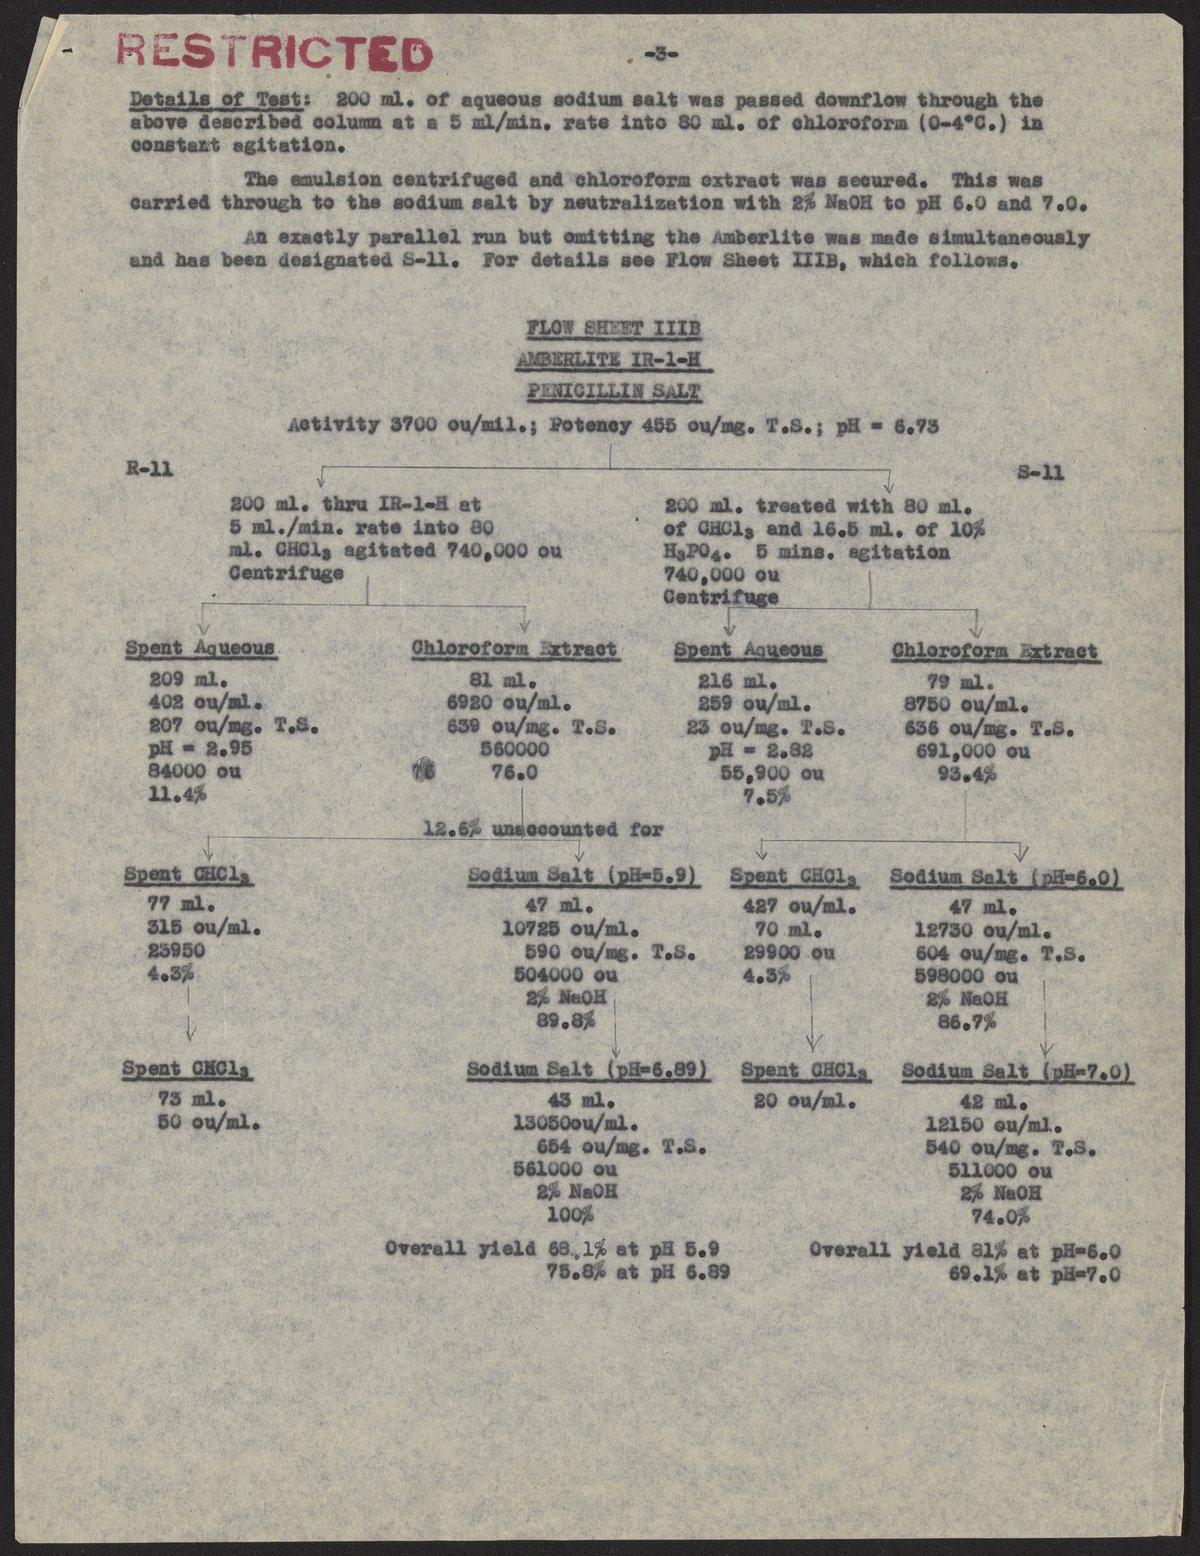 RESTRICTED
-3-
Details of Test: 200 ml. of aqueous sodium salt was passed downflow through the
above described column at a 5 ml/min. rate into 80 ml. of chloroform (0-4°C.) in
constant agitation.
The emulsion centrifuged and chloroform extract was secured. This was
carried through to the sodium salt by neutralization with 2% NaOH to pH 6.0 and 7.0.
An exactly parallel run but omitting the Amberlite was made simultaneously
and has been designated S-11. For details see Flow Sheet IIIB, which follows.
FLOW SHEET IIIB
AMBERLITE IR-1-H
PENICILLIN SALT
Activity 3700 ou/mil.; Potency 455 ou/mg. T.S.; pH = 6.73
R-11
S-11
200 ml. thru IR-1-H at
5 ml./min. rate into 80
ml. CHCl3 agitated 740,000 ou
Centrifuge
200 ml. treated with 80 ml.
of CHCl3 and 16.5 ml. of 10%
H3PO4. 5 mins. agitation
740,000 ou
Centrifuge
Spent Aqueous
209 ml.
402 ou/ml.
207 ou/mg. T.S.
pH = 2.95
84000 ou
11.4%
Chloroform Extract
81 ml.
6920 ou/ml.
639 ou/mg. T.S.
560000
76 76.0
12.6% unaccounted for
Spent Aqueous
216 ml.
259 ou/ml.
23 ou/mg. T.S.
pH = 2.82
55,900 ou
7.5%
Chloroform Extract
79 ml.
8750 ou/ml.
636 ou/mg. T.S.
691,000 ou
93.4%
Spent CHCl3
77 ml.
315 ou/ml.
23950
4.3%
Sodium Salt (pH=5.9)
47 ml.
10725 ou/ml.
590 ou/mg. T.S.
504000 ou
2% NaOH
89.8%
Spent CHCl3
427 ou/ml.
70 ml.
29900 ou
4.3%
Sodium Salt (pH=6.0)
47 ml.
12730 ou/ml.
604 ou/mg. T.S.
598000 ou
2% NaOH
86.7%
Spent CHCl3
73 ml.
50 ou/ml.
Sodium Salt (pH=6.89)
43 ml.
13050ou/ml.
654 ou/mg. T.S.
561000 ou
2% NaOH
100%
Spent CHCl3
20 ou/ml.
Sodium Salt (pH=7.0)
42 ml.
12150 ou/ml.
540 ou/mg. T.S.
511000 ou
2% NaOH
74.0%
Overall yield 68.1% at pH 5.9
75.8% at pH 6.89
Overall yield 81% at pH=6.0
69.1% at pH=7.0